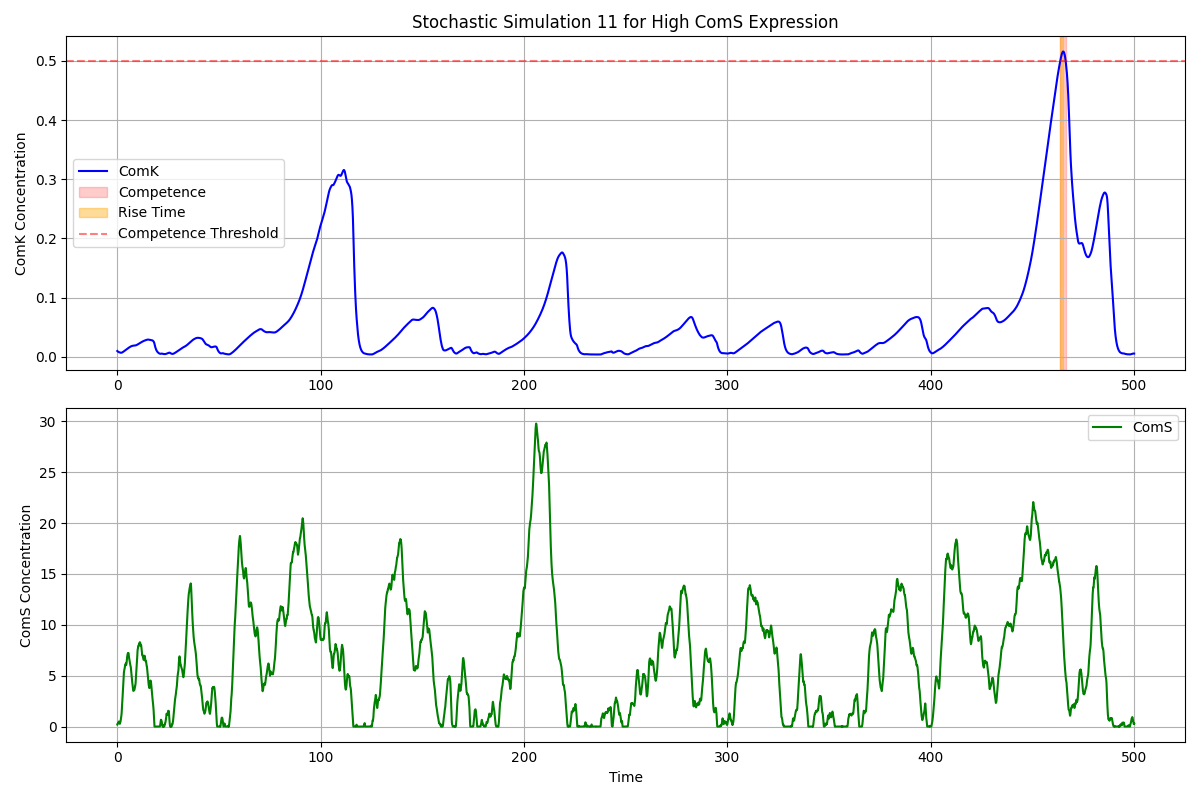 Stochastic Simulation 11 for High ComS Expression
ComK Concentration
0.5
0.4
0.3
0.2
0.1
0.0
ComK
Competence
Rise Time
Competence Threshold
0 100 200 300 400 500
ComS Concentration
30
25
20
15
10
5
0
ComS
0 100 200 300 400 500
Time